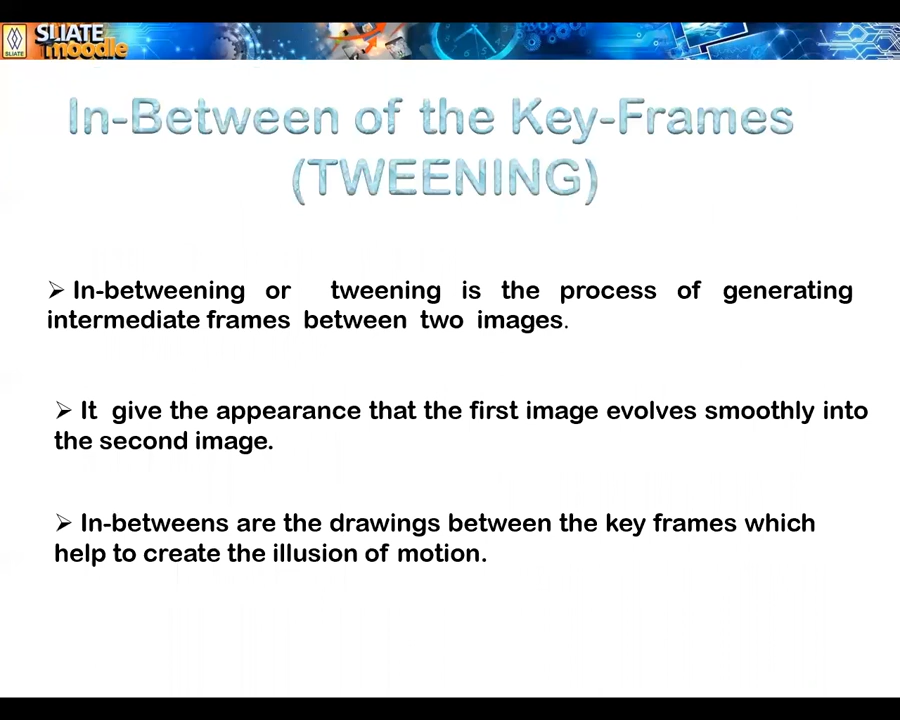 SLIATE
SLIATE
moodle
In-Between of the Key-Frames
(TWEENING)
➢ In-betweening or tweening is the process of generating
intermediate frames between two images.
➢ It give the appearance that the first image evolves smoothly into
the second image.
➢ In-betweens are the drawings between the key frames which
help to create the illusion of motion.